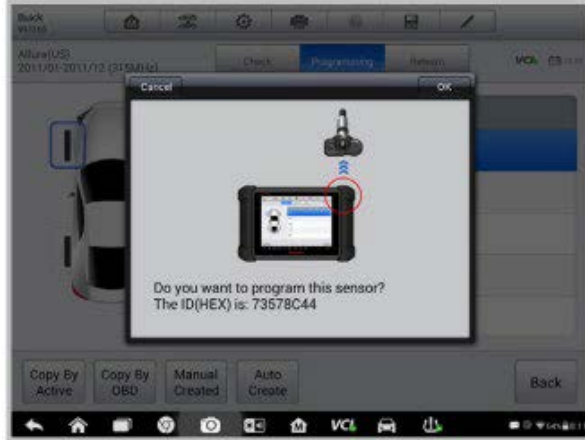 Buick
Allure(US)
2011/01-2011/12 (315MHz)
Check
Programming
Relearn
VCI
Cancel
OK
Do you want to program this sensor?
The ID(HEX) is: 73578C44
Copy By
Active
Copy By
OBD
Manual
Created
Auto
Create
Back
VCI